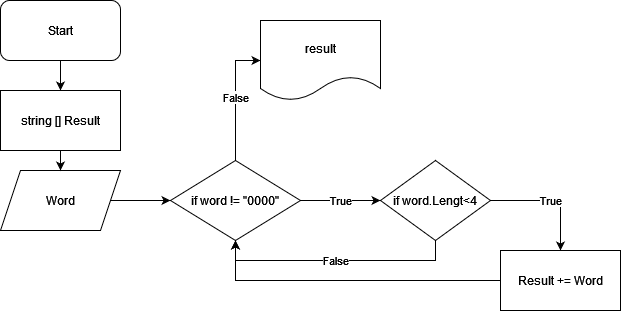 Start
string [] Result
Word
if word != "0000"
False
result
True
if word.Lengt<4
False
True
Result += Word